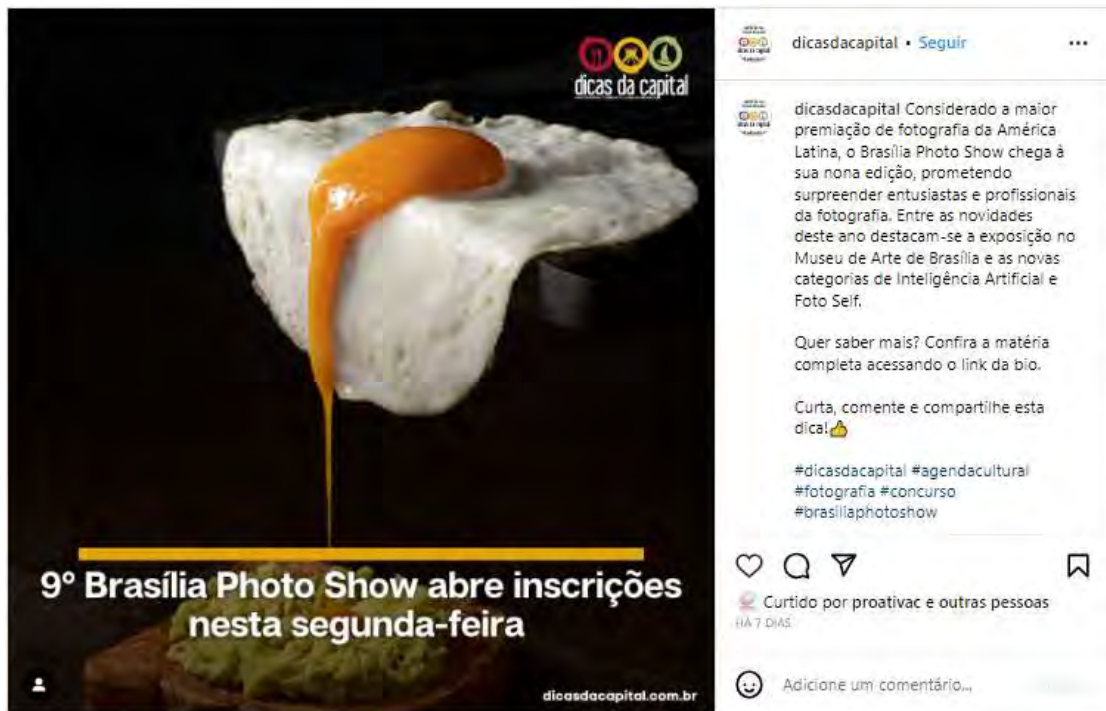 dicas da capital
9° Brasília Photo Show abre inscrições
nesta segunda-feira
dicasdacapital.com.br
dicasdacapital • Seguir
dicasdacapital Considerado a maior
premiação de fotografia da América
Latina, o Brasília Photo Show chega à
sua nona edição, prometendo
surpreender entusiastas e profissionais
da fotografia. Entre as novidades
deste ano destacam-se a exposição no
Museu de Arte de Brasília e as novas
categorias de Inteligência Artificial e
Foto Self.
Quer saber mais? Confira a matéria
completa acessando o link da bio.
Curta, comente e compartilhe esta
dica!👍
#dicasdacapital #agendacultural
#fotografia #concurso
#brasiliaphotoshow
Curtido por proativac e outras pessoas
HÁ 7 DIAS
Adicione um comentário...